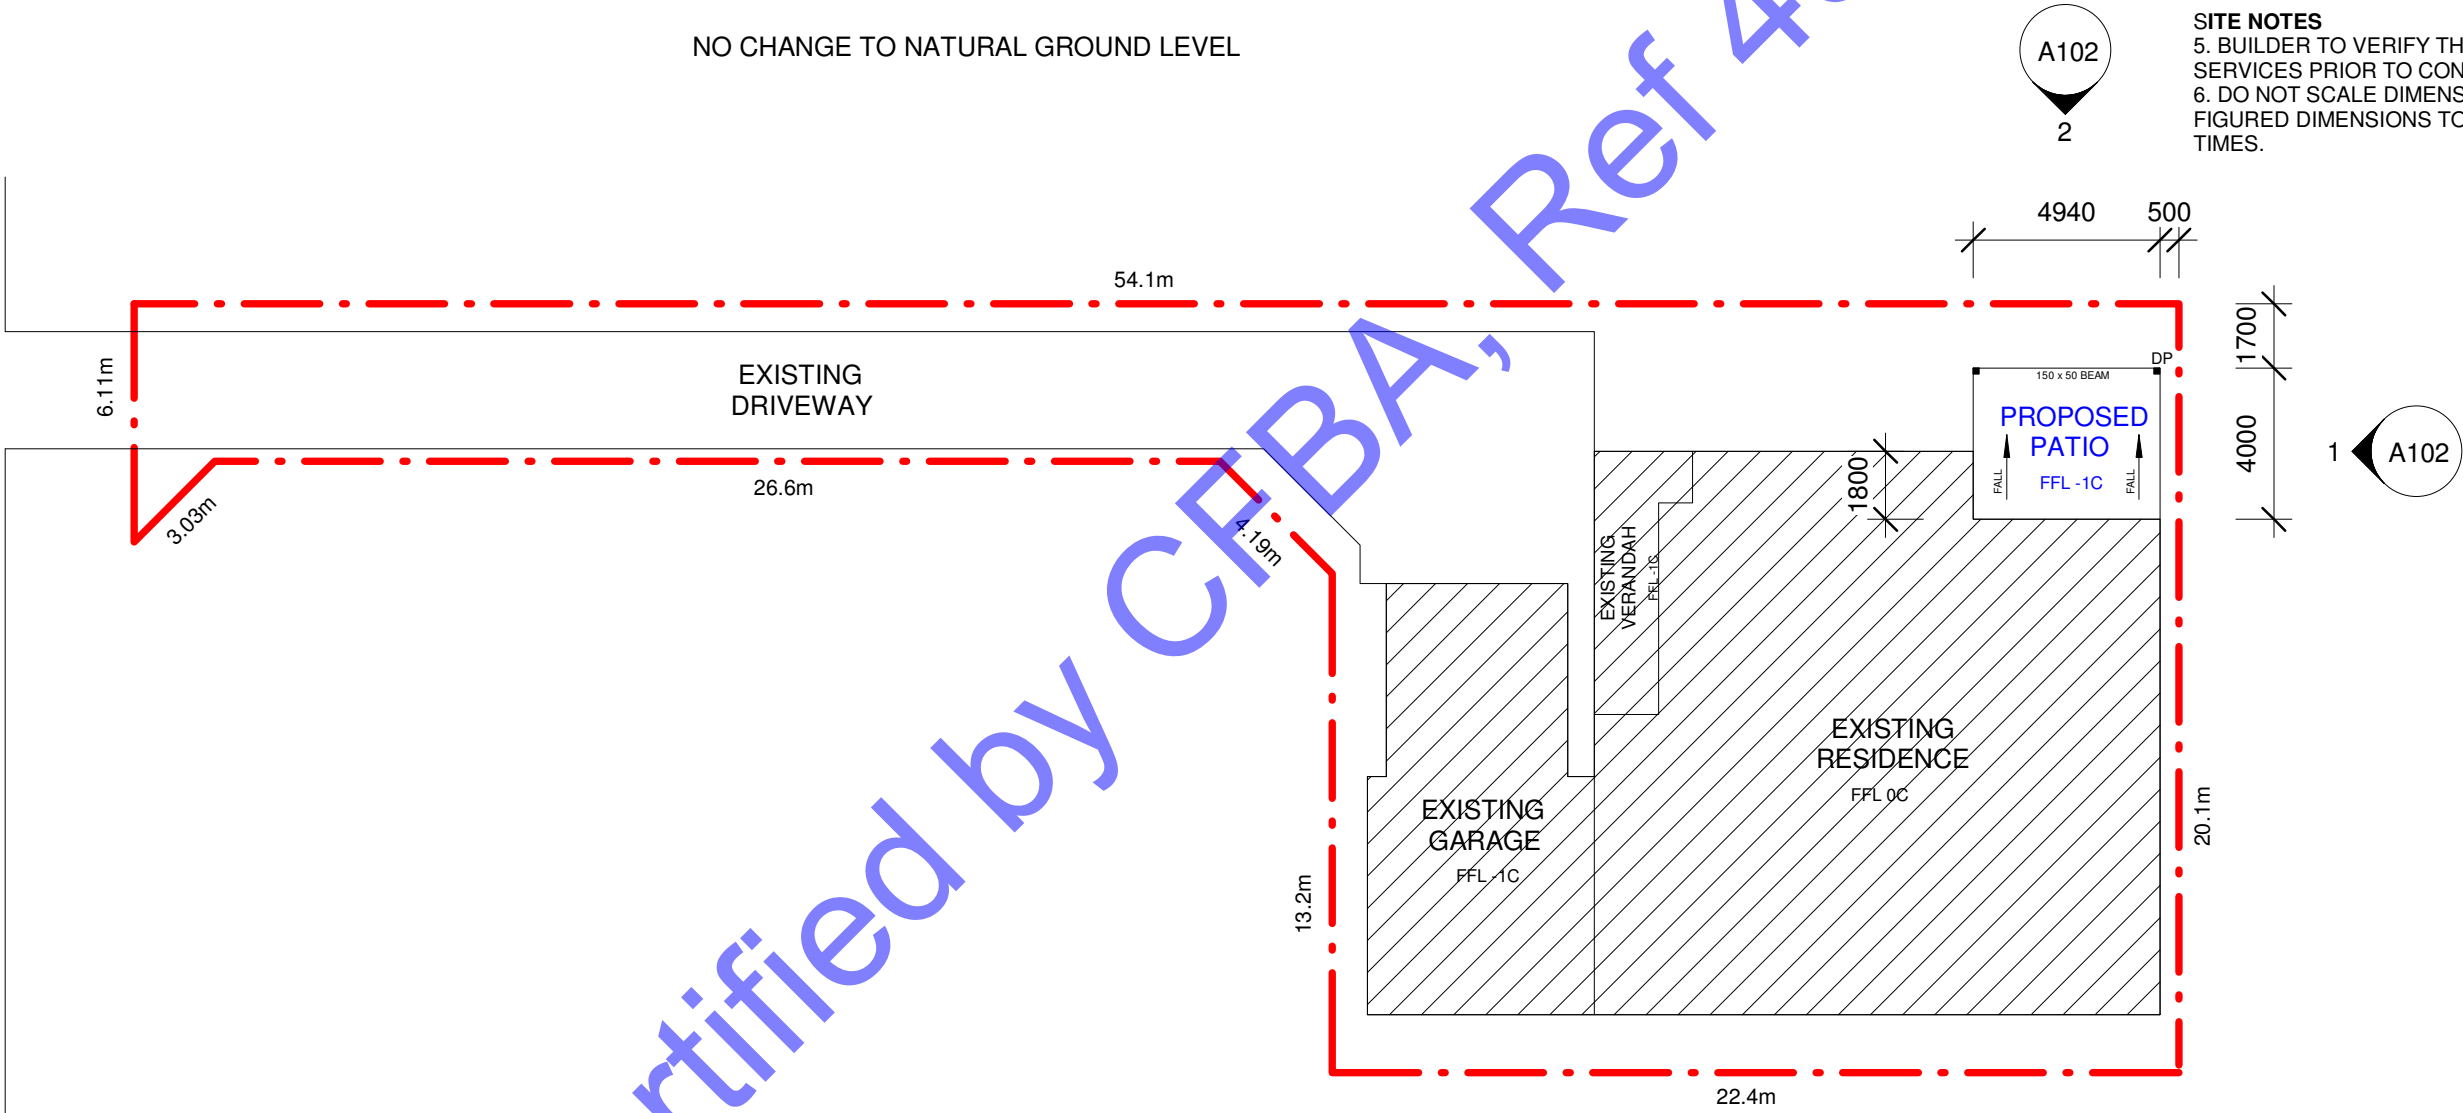 NO CHANGE TO NATURAL GROUND LEVEL
A102
2
SITE NOTES
5. BUILDER TO VERIFY TH
SERVICES PRIOR TO CON
6. DO NOT SCALE DIMENS
FIGURED DIMENSIONS TO
TIMES.
4940
500
54.1m
1700
DP
150 x 50 BEAM
6.11m
EXISTING
DRIVEWAY
PROPOSED
PATIO
FFL -1C
FALL
FALL
4000
1
A102
1800
26.6m
3.03m
4.19m
EXISTING
VERANDAH
FFL -1C
EXISTING
RESIDENCE
FFL 0C
EXISTING
GARAGE
FFL -1C
20.1m
13.2m
22.4m
rtified by CFBA, Ref 4